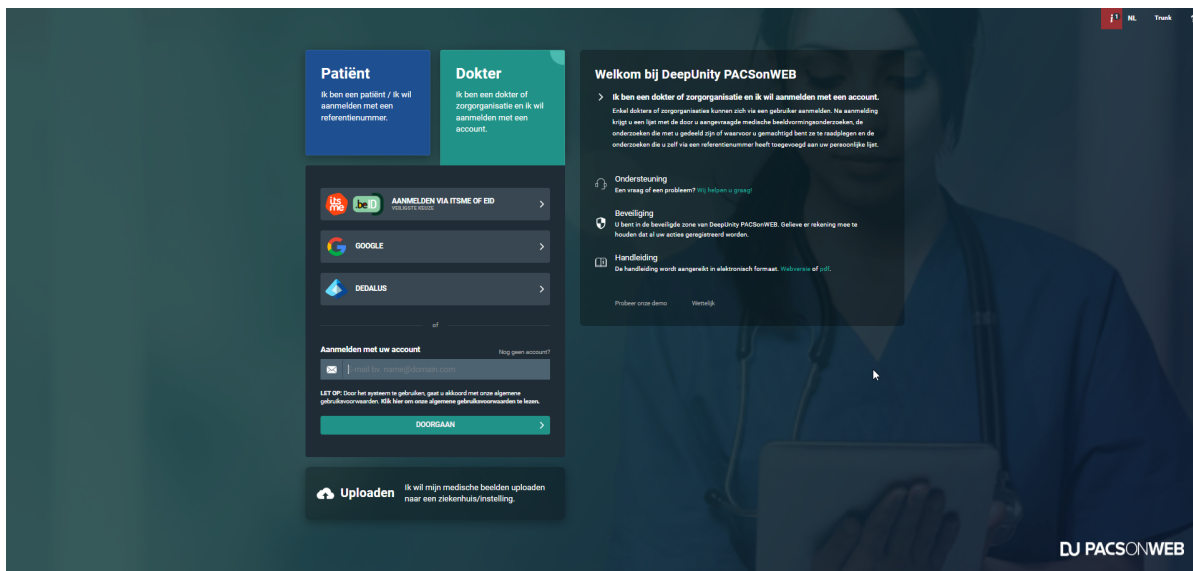 i 1 NL Trunk
Patiënt
Ik ben een patiënt / Ik wil
aanmelden met een
referentienummer.
Dokter
Ik ben een dokter of
zorgorganisatie en ik wil
aanmelden met een
account.
its
me
.beID
AANMELDEN VIA ITSME OF EID
VEILIGSTE KEUZE
GOOGLE
DEDALUS
of
Aanmelden met uw account
Nog geen account?
E-mail bv. name@domain.com
LET OP: Door het systeem te gebruiken, gaat u akkoord met onze algemene
gebruiksvoorwaarden. Klik hier om onze algemene gebruiksvoorwaarden te lezen.
DOORGAAN
Uploaden
Ik wil mijn medische beelden uploaden
naar een ziekenhuis/instelling.
Welkom bij DeepUnity PACSonWEB
Ik ben een dokter of zorgorganisatie en ik wil aanmelden met een account.
Enkel dokters of zorgorganisaties kunnen zich via een gebruiker aanmelden. Na aanmelding
krijgt u een lijst met de door u aangevraagde medische beeldvormingsonderzoeken, de
onderzoeken die met u gedeeld zijn of waarvoor u gemachtigd bent ze te raadplegen en de
onderzoeken die u zelf via een referentienummer heeft toegevoegd aan uw persoonlijke lijst.
Ondersteuning
Een vraag of een probleem? Wij helpen u graag!
Beveiliging
U bent in de beveiligde zone van DeepUnity PACSonWEB. Gelieve er rekening mee te
houden dat al uw acties geregistreerd worden.
Handleiding
De handleiding wordt aangereikt in elektronisch formaat. Webversie of pdf.
Probeer onze demo Wettelijk
DU PACSONWEB